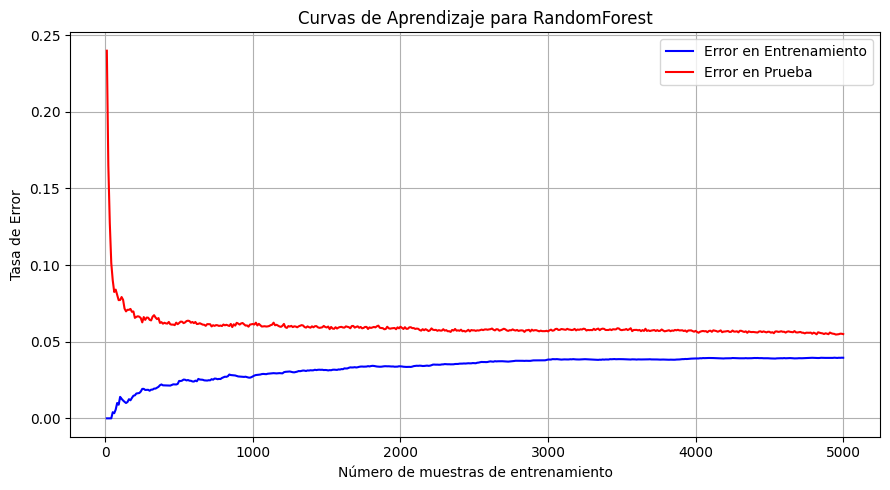 Curvas de Aprendizaje para RandomForest
Error en Entrenamiento
Error en Prueba
Tasa de Error
0.25
0.20
0.15
0.10
0.05
0.00
0 1000 2000 3000 4000 5000
Número de muestras de entrenamiento